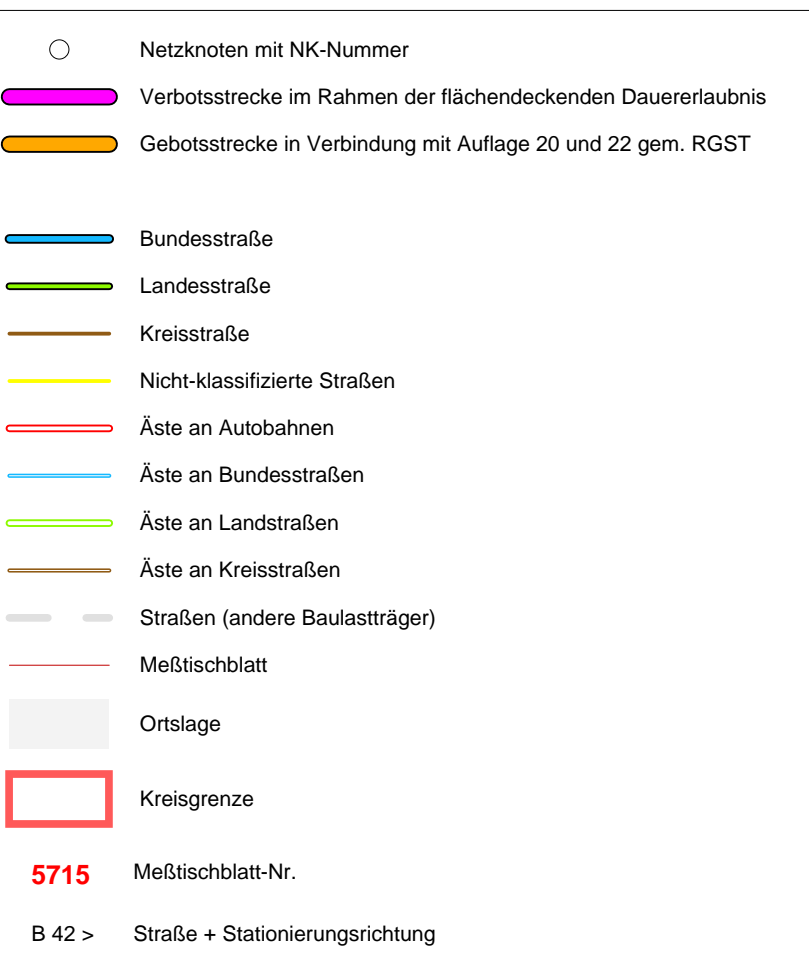 Netzknoten mit NK-Nummer
Verbotsstrecke im Rahmen der flächendeckenden Dauererlaubnis
Gebotsstrecke in Verbindung mit Auflage 20 und 22 gem. RGST
Bundesstraße
Landesstraße
Kreisstraße
Nicht-klassifizierte Straßen
Äste an Autobahnen
Äste an Bundesstraßen
Äste an Landstraßen
Äste an Kreisstraßen
Straßen (andere Baulastträger)
Meßtischblatt
Ortslage
Kreisgrenze
5715 Meßtischblatt-Nr.
B 42 > Straße + Stationierungsrichtung